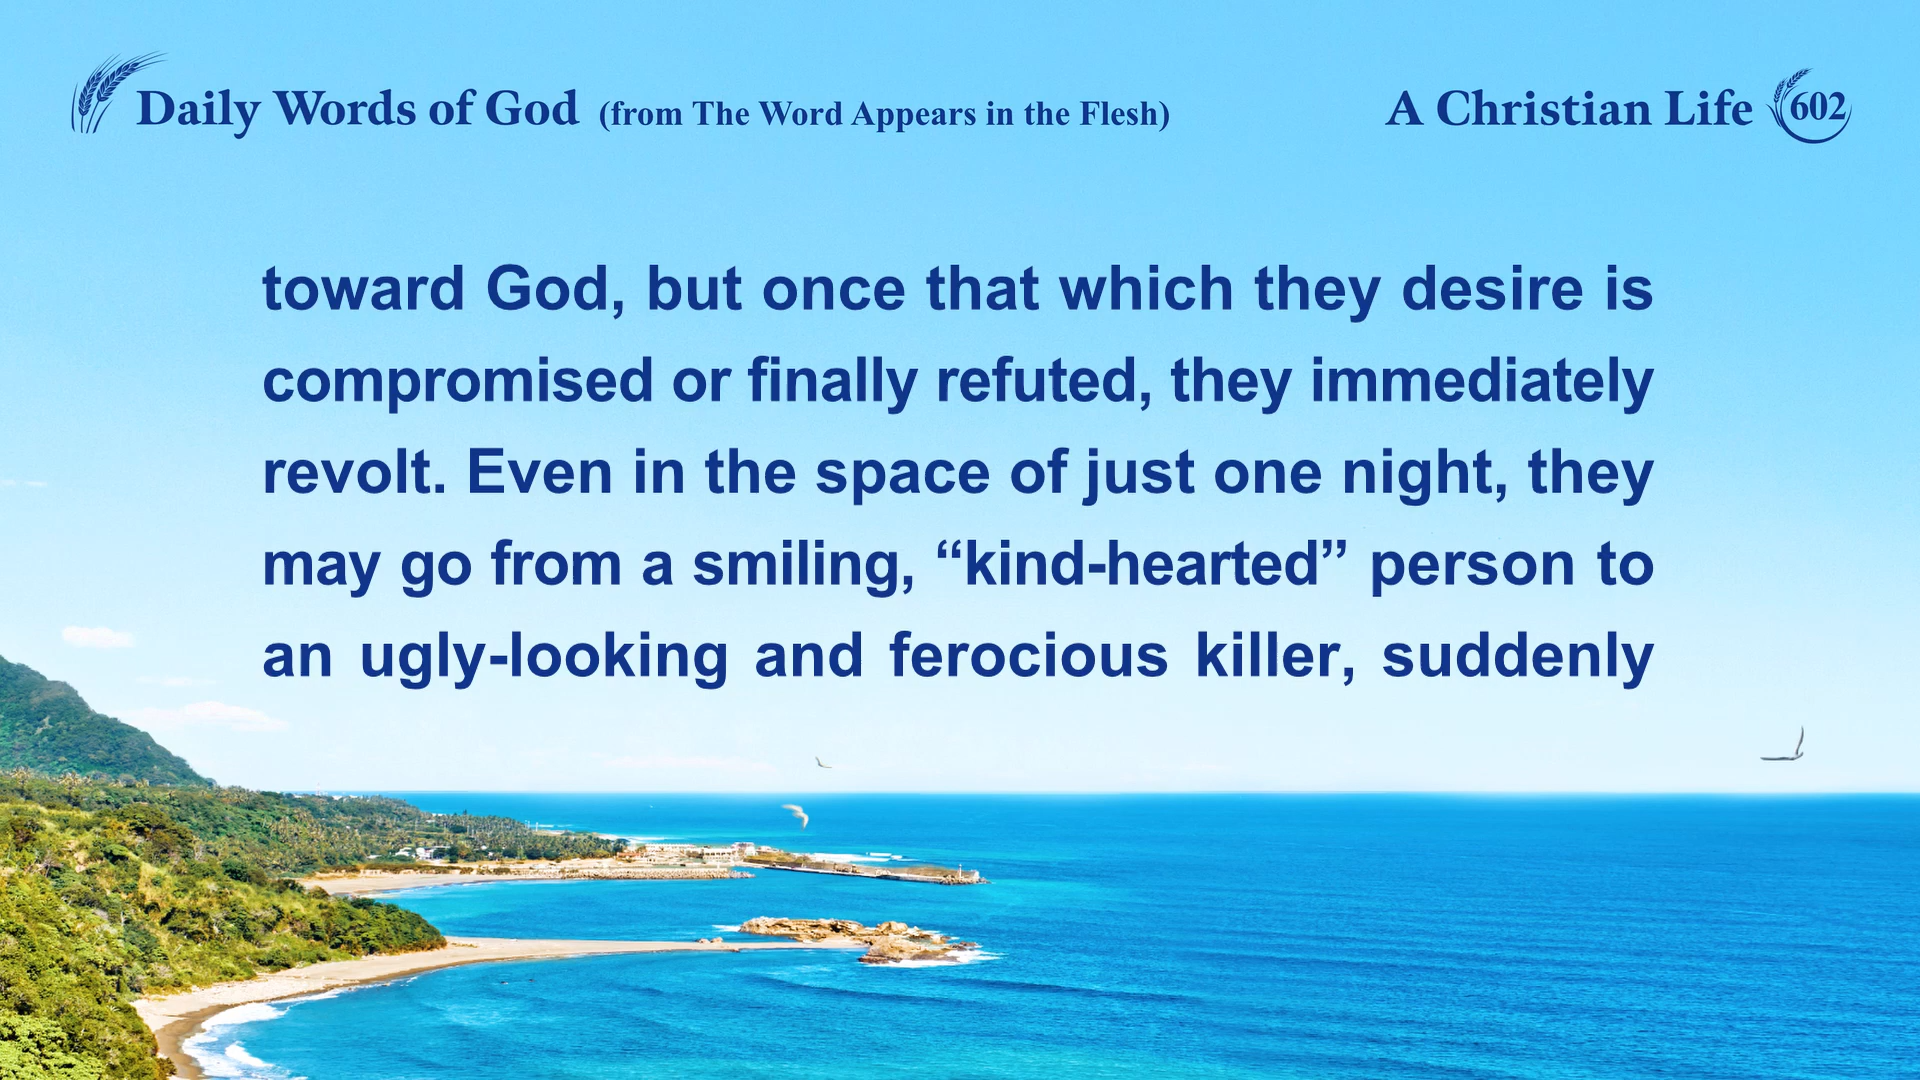 Daily Words of God (from The Word Appears in the Flesh) A Christian Life 602
toward God, but once that which they desire is
compromised or finally refuted, they immediately
revolt. Even in the space of just one night, they
may go from a smiling, “kind-hearted” person to
an ugly-looking and ferocious killer, suddenly